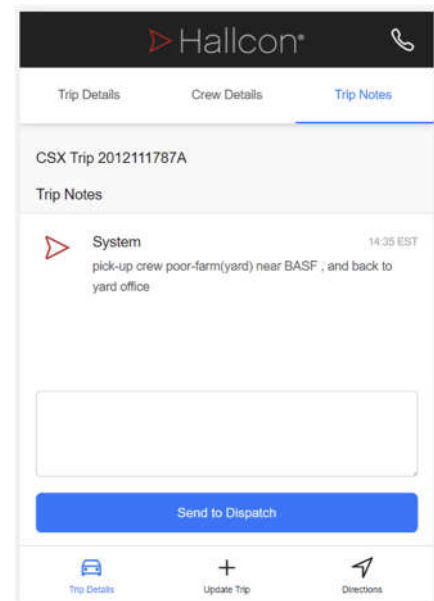 Hallcon®
Trip Details Crew Details Trip Notes
CSX Trip 2012111787A
Trip Notes
System 14:35 EST
pick-up crew poor-farm(yard) near BASF , and back to
yard office
Send to Dispatch
Trip Details Update Trip Directions